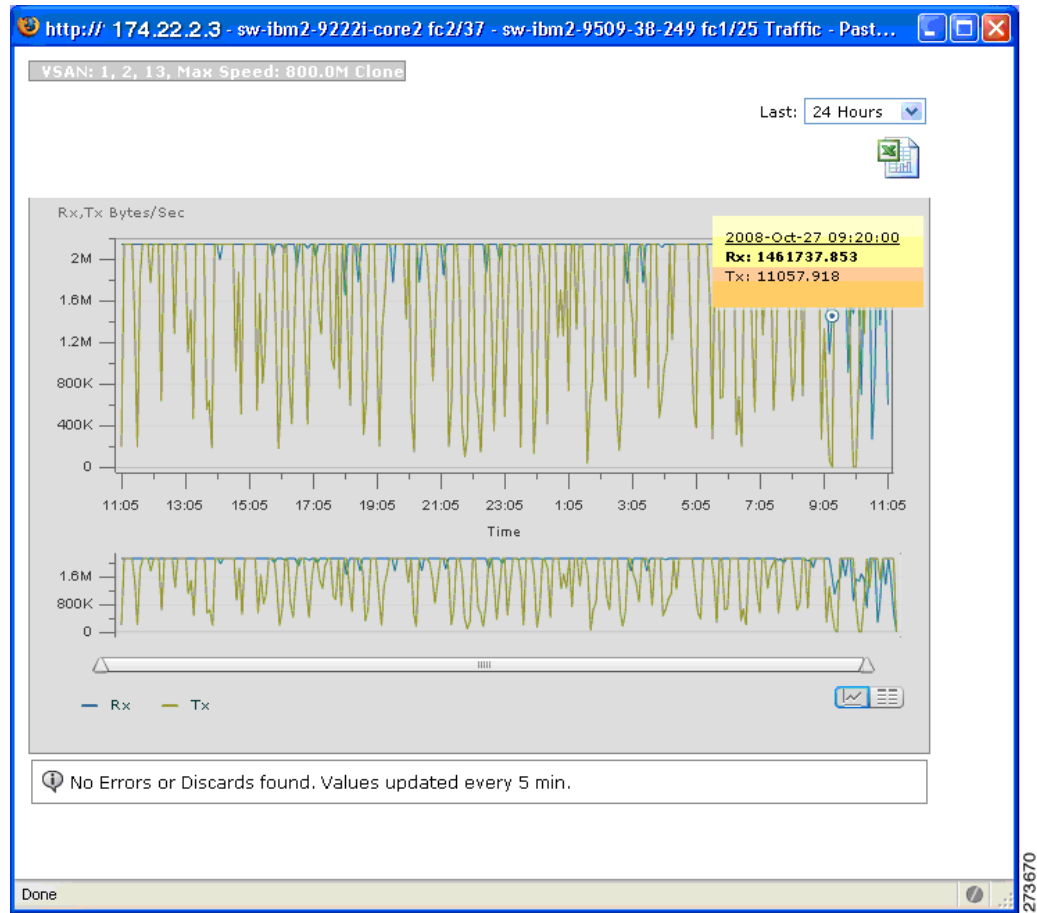 http:// 174.22.2.3 - sw-ibm2-9222i-core2 fc2/37 - sw-ibm2-9509-38-249 fc1/25 Traffic - Past...
VSAN: 1, 2, 13, Max Speed: 800.0M Clone
Last: 24 Hours
Rx,Tx Bytes/Sec
2008-Oct-27 09:20:00
Rx: 1461737.853
Tx: 11057.918
2M
1.6M
1.2M
800K
400K
0
11:05 13:05 15:05 17:05 19:05 21:05 23:05 1:05 3:05 5:05 7:05 9:05 11:05
Time
1.6M
800K
0
Rx Tx
No Errors or Discards found. Values updated every 5 min.
Done
273670